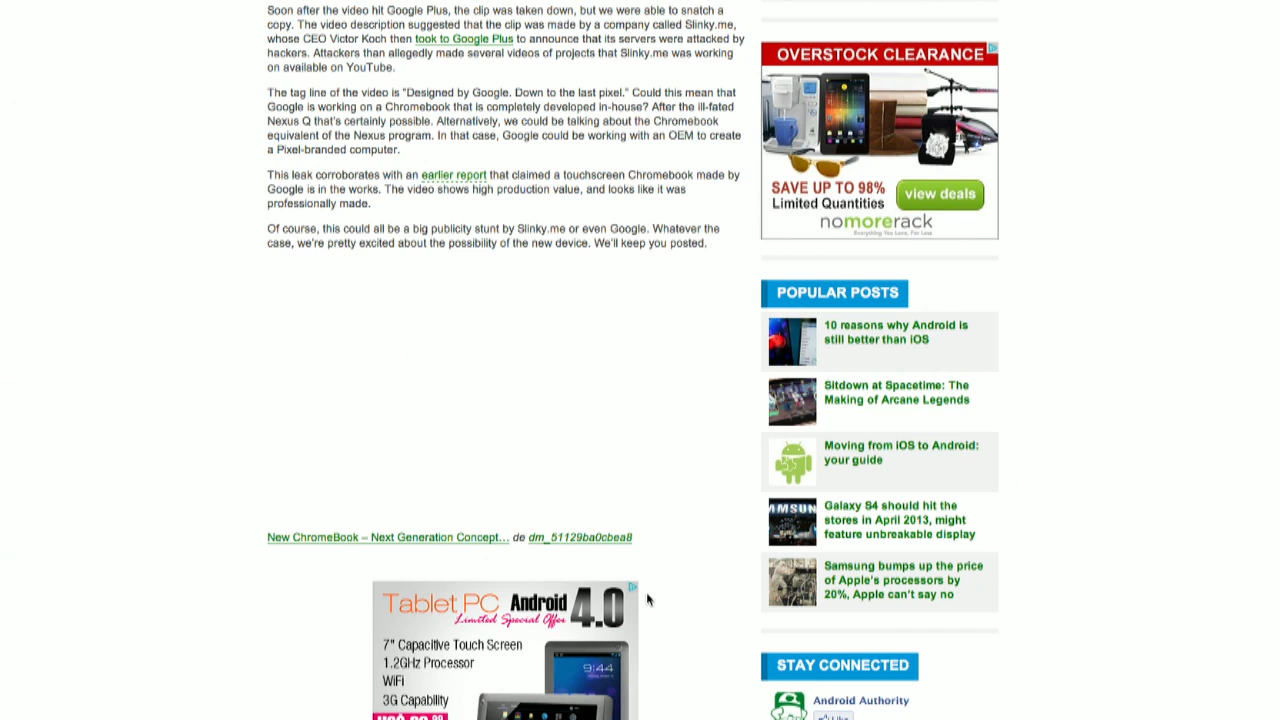 Soon after the video hit Google Plus, the clip was taken down, but we were able to snatch a
copy. The video description suggested that the clip was made by a company called Slinky.me,
whose CEO Victor Koch then took to Google Plus to announce that its servers were attacked by
hackers. Attackers than allegedly made several videos of projects that Slinky.me was working
on available on YouTube.
The tag line of the video is "Designed by Google. Down to the last pixel." Could this mean that
Google is working on a Chromebook that is completely developed in-house? After the ill-fated
Nexus Q that's certainly possible. Alternatively, we could be talking about the Chromebook
equivalent of the Nexus program. In that case, Google could be working with an OEM to create
a Pixel-branded computer.
This leak corroborates with an earlier report that claimed a touchscreen Chromebook made by
Google is in the works. The video shows high production value, and looks like it was
professionally made.
Of course, this could all be a big publicity stunt by Slinky.me or even Google. Whatever the
case, we're pretty excited about the possibility of the new device. We'll keep you posted.
New ChromeBook – Next Generation Concept... de dm_51129ba0cbea8
Tablet PC Android 4.0
Limited Special Offer
7" Capacitive Touch Screen
1.2GHz Processor
WiFi
3G Capability
9:44
OVERSTOCK CLEARANCE
SAVE UP TO 98%
Limited Quantities
view deals
nomorerack
Everything You Love, For Less
POPULAR POSTS
10 reasons why Android is
still better than iOS
Sitdown at Spacetime: The
Making of Arcane Legends
Moving from iOS to Android:
your guide
Galaxy S4 should hit the
stores in April 2013, might
feature unbreakable display
Samsung bumps up the price
of Apple's processors by
20%, Apple can't say no
STAY CONNECTED
Android Authority
Like